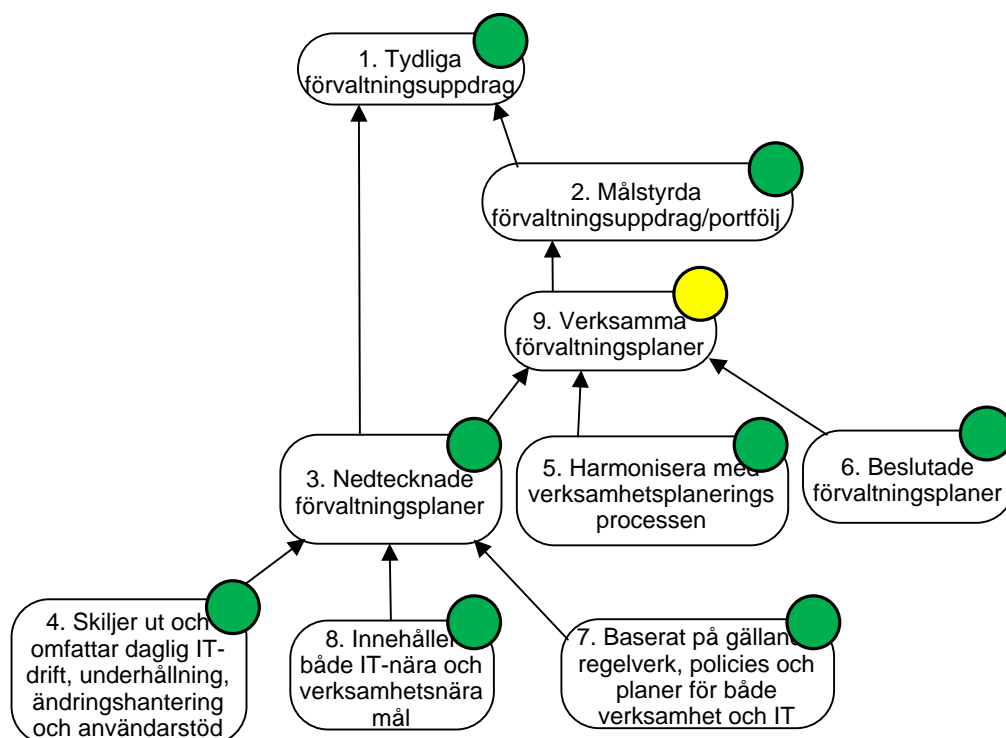 1. Tydliga
förvaltningsuppdrag
2. Målstyrda
förvaltningsuppdrag/portfölj
9. Verksamma
förvaltningsplaner
3. Nedtecknade
förvaltningsplaner
5. Harmonisera med
verksamhetsplanerings
processen
6. Beslutade
förvaltningsplaner
4. Skiljer ut och
omfattar daglig IT-
drift, underhållning,
ändringshantering
och användarstöd
8. Innehåller
både IT-nära och
verksamhetsnära
mål
7. Baserat på gällande
regelverk, policies och
planer för både
verksamhet och IT